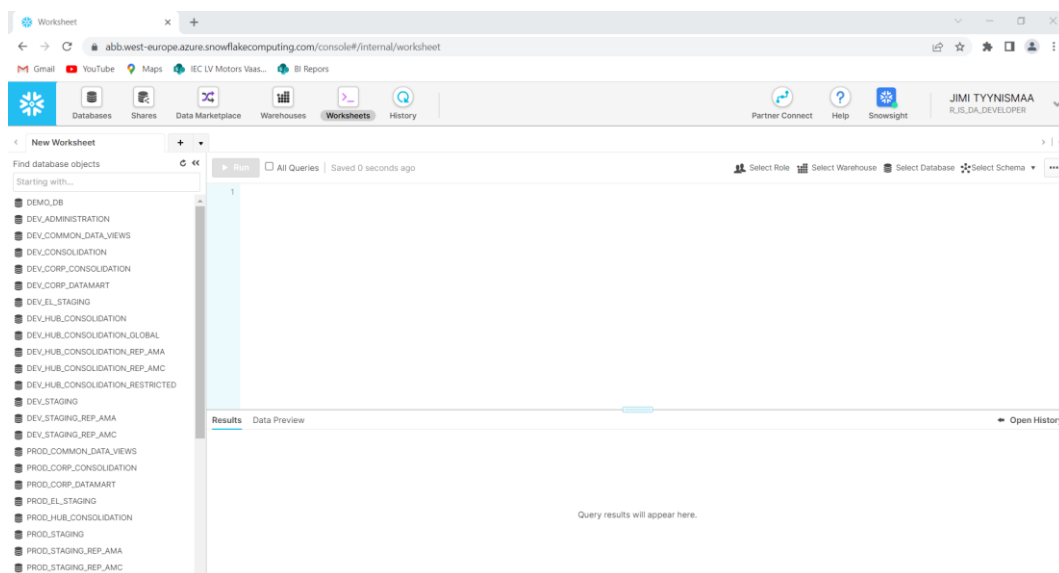 Worksheet
abb.west-europe.azure.snowflakecomputing.com/console#/internal/worksheet
Gmail YouTube Maps IEC LV Motors Vaas... BI Repors
Databases Shares Data Marketplace Warehouses Worksheets History Partner Connect Help Snowsight JIMI TYYNISMAA
R_IS_DA_DEVELOPER
New Worksheet
Find database objects
Run All Queries Saved 0 seconds ago Select Role Select Warehouse Select Database Select Schema
Starting with...
1
DEMO_DB
DEV_ADMINISTRATION
DEV_COMMON_DATA_VIEWS
DEV_CONSOLIDATION
DEV_CORP_CONSOLIDATION
DEV_CORP_DATAMART
DEV_EL_STAGING
DEV_HUB_CONSOLIDATION
DEV_HUB_CONSOLIDATION_GLOBAL
DEV_HUB_CONSOLIDATION_REP_AMA
DEV_HUB_CONSOLIDATION_REP_AMC
DEV_HUB_CONSOLIDATION_RESTRICTED
DEV_STAGING
DEV_STAGING_REP_AMA
DEV_STAGING_REP_AMC
PROD_COMMON_DATA_VIEWS
PROD_CORP_CONSOLIDATION
PROD_CORP_DATAMART
PROD_EL_STAGING
PROD_HUB_CONSOLIDATION
PROD_STAGING
PROD_STAGING_REP_AMA
PROD_STAGING_REP_AMC
Results Data Preview Open History
Query results will appear here.